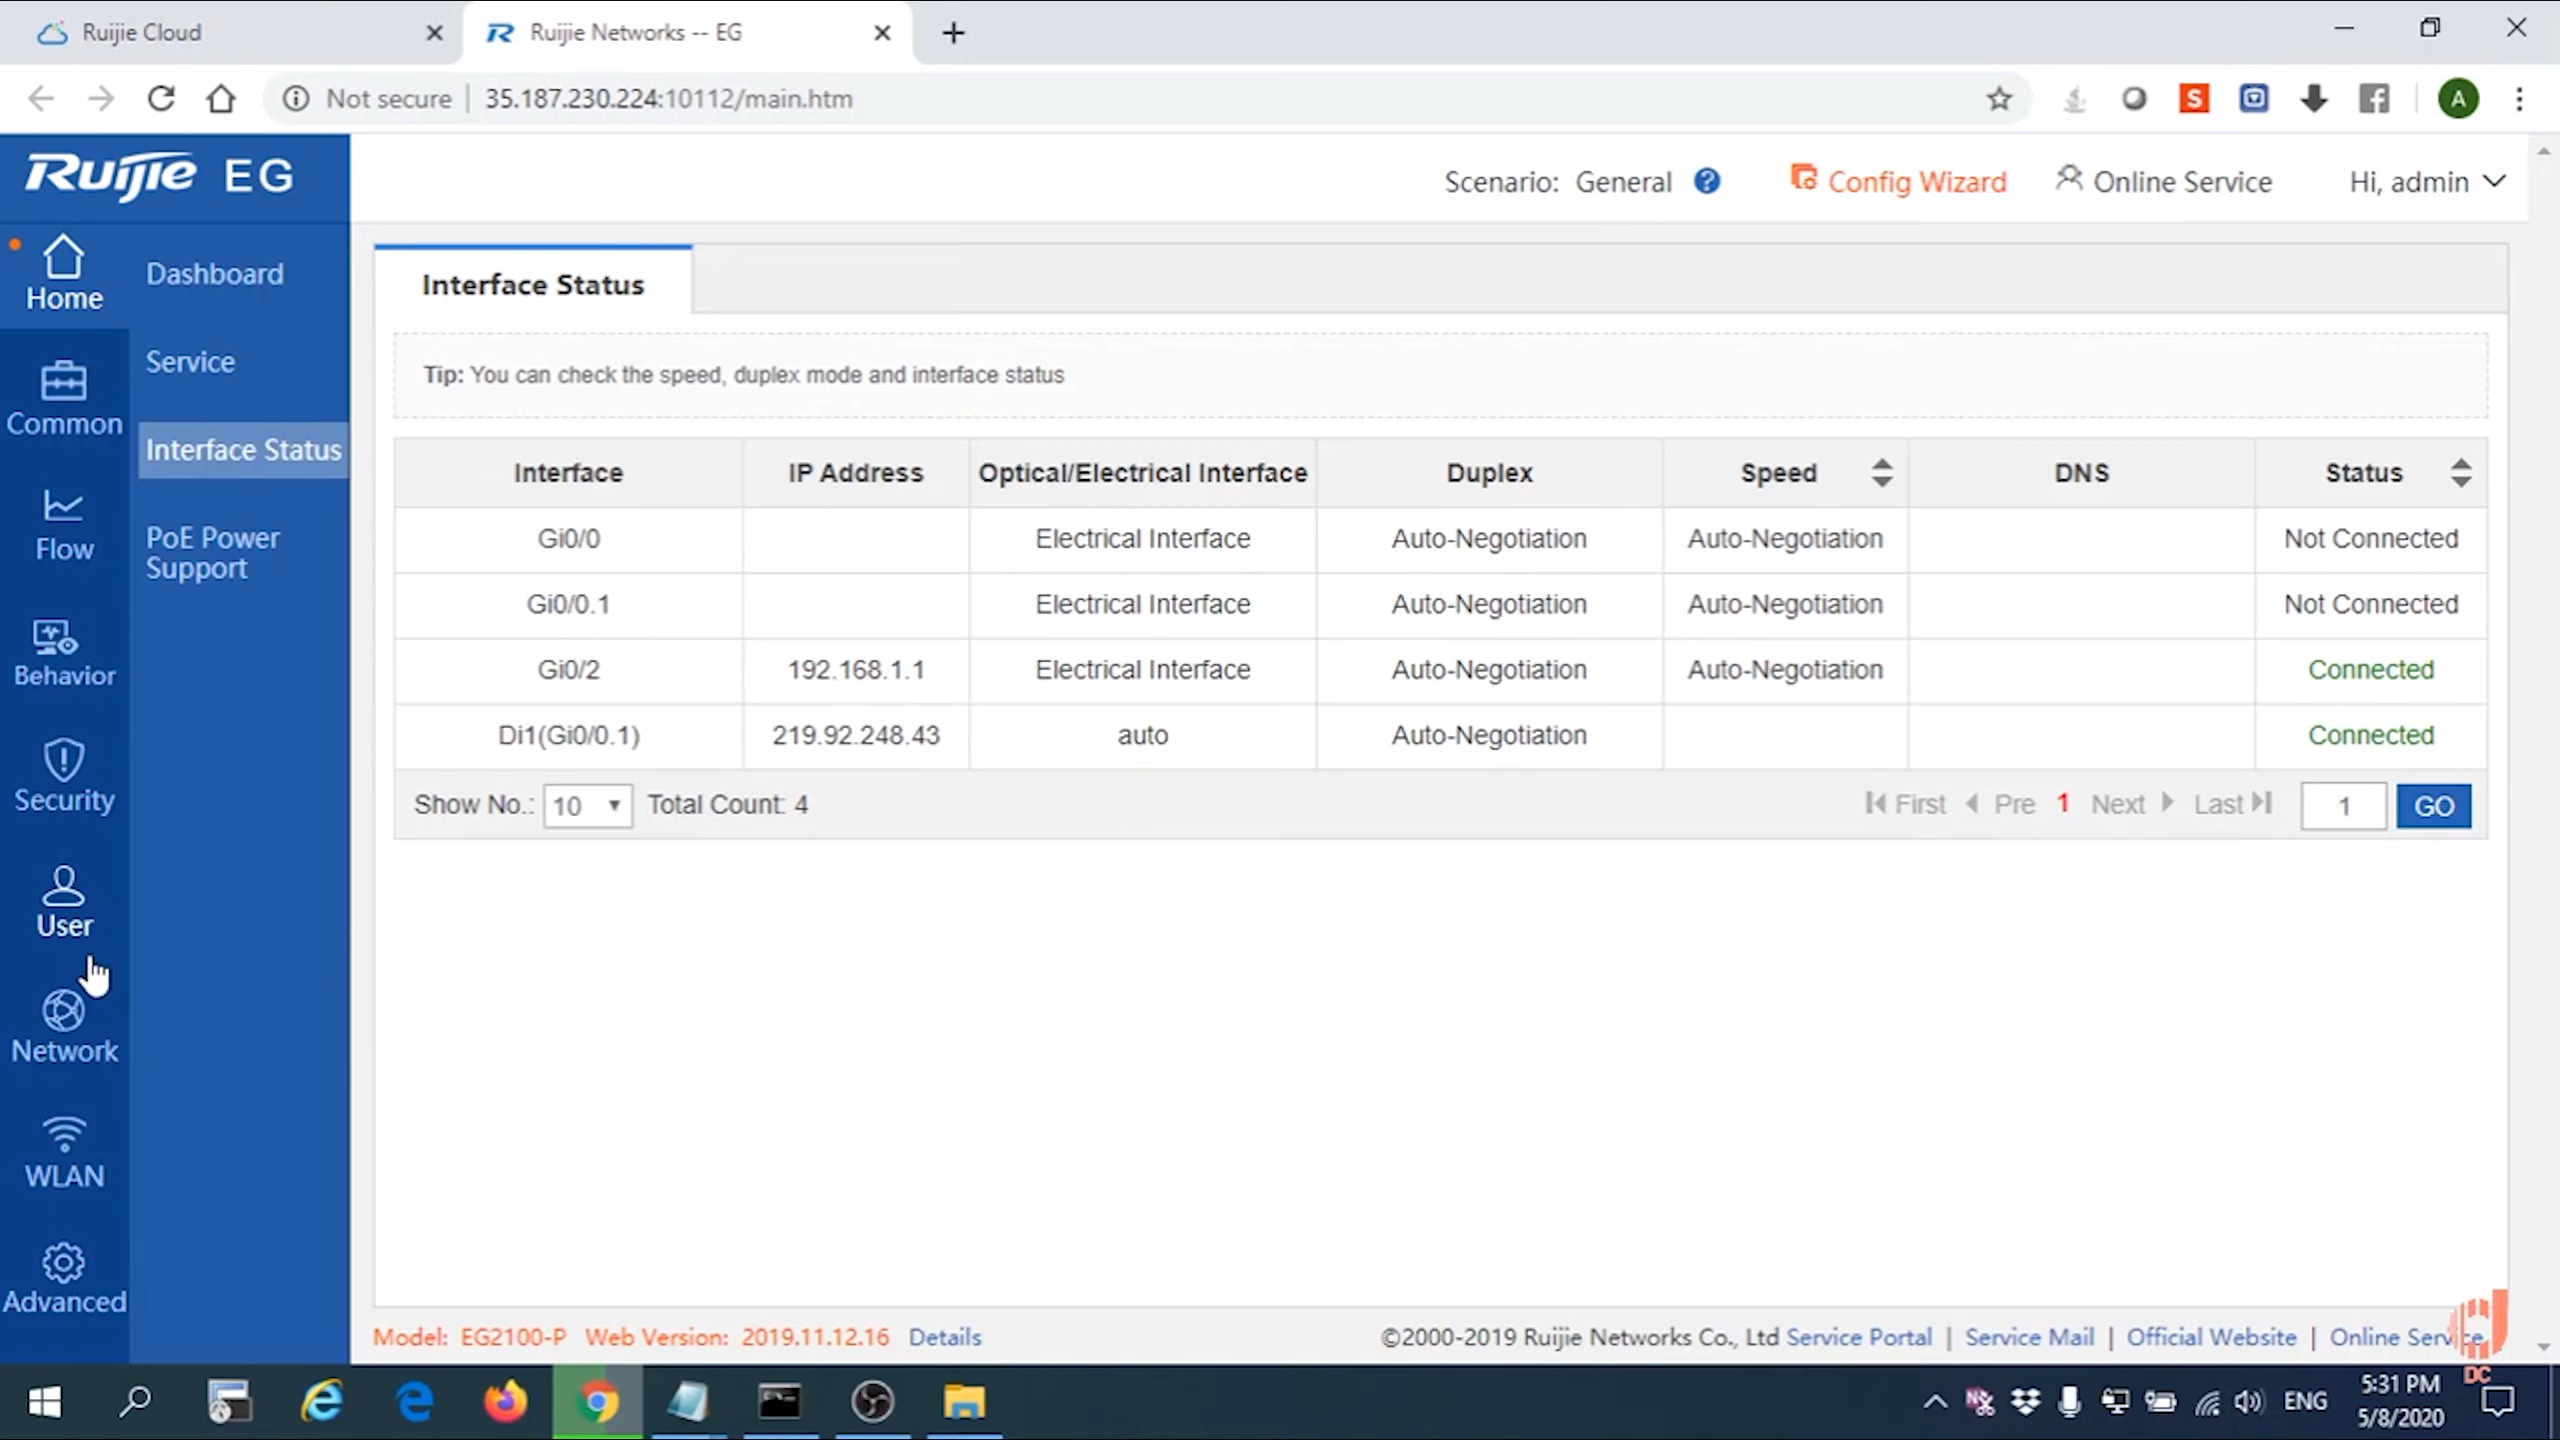 Ruijie Cloud
Ruijie Networks -- EG
Not secure
35.187.230.224:10112/main.htm
S
A
Ruijie EG
Scenario: General
Config Wizard
Online Service
Hi, admin
Home
Common
Flow
Behavior
Security
User
Network
WLAN
Advanced
Dashboard
Service
Interface Status
PoE Power
Support
Interface Status
Tip: You can check the speed, duplex mode and interface status
Interface IP Address Optical/Electrical Interface Duplex Speed DNS Status
Gi0/0 Electrical Interface Auto-Negotiation Auto-Negotiation Not Connected
Gi0/0.1 Electrical Interface Auto-Negotiation Auto-Negotiation Not Connected
Gi0/2 192.168.1.1 Electrical Interface Auto-Negotiation Auto-Negotiation Connected
Di1(Gi0/0.1) 219.92.248.43 auto Auto-Negotiation Connected
Show No.: 10 Total Count: 4
First Pre 1 Next Last 1 GO
Model: EG2100-P Web Version: 2019.11.12.16 Details
©2000-2019 Ruijie Networks Co., Ltd Service Portal | Service Mail | Official Website | Online Service
DC
ENG
5:31 PM
5/8/2020